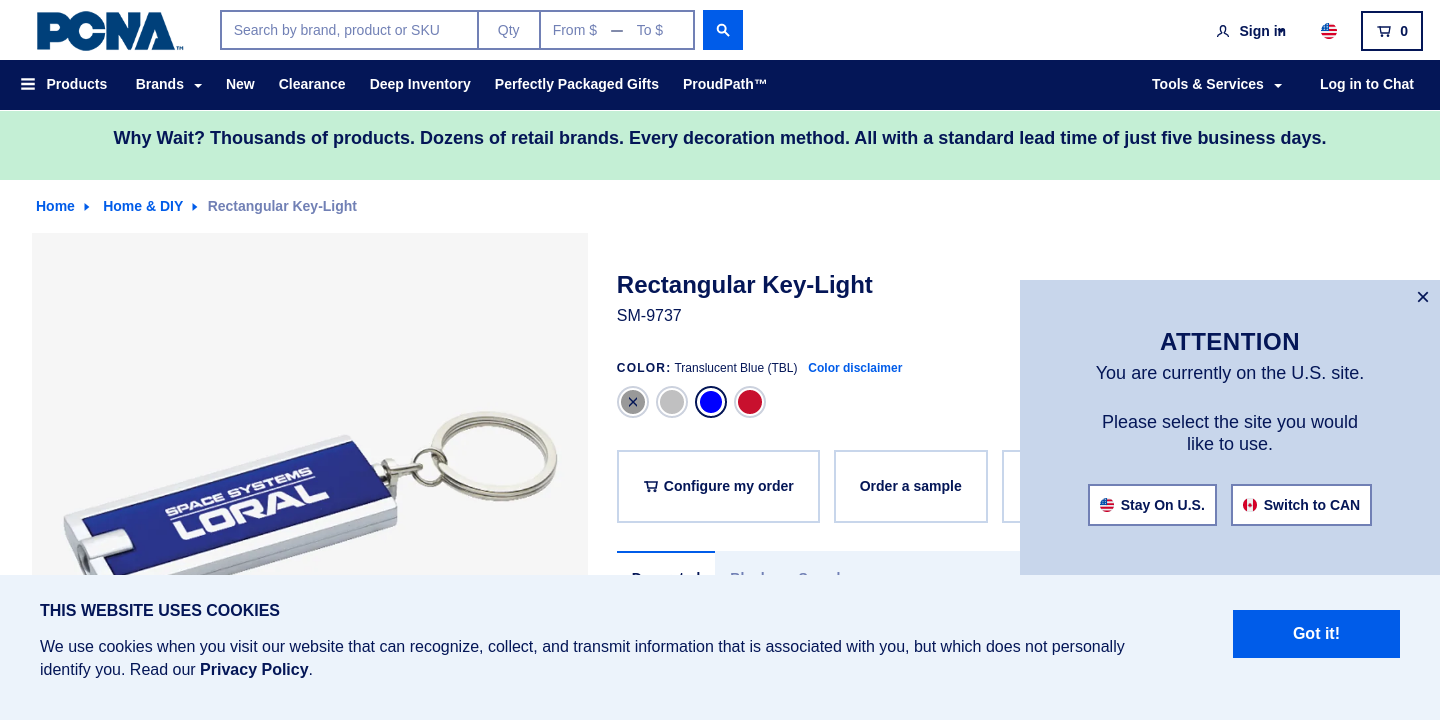 PCNA™
Search by brand, product or SKU
Qty
From $ — To $
Sign in
0
Products
Brands
New
Clearance
Deep Inventory
Perfectly Packaged Gifts
ProudPath™
Tools & Services
Log in to Chat
Why Wait? Thousands of products. Dozens of retail brands. Every decoration method. All with a standard lead time of just five business days.
Home
Home & DIY
Rectangular Key-Light
SPACE SYSTEMS
LORAL
Rectangular Key-Light
SM-9737
COLOR: Translucent Blue (TBL) Color disclaimer
Configure my order
Order a sample
×
ATTENTION
You are currently on the U.S. site.
Please select the site you would
like to use.
Stay On U.S.
Switch to CAN
THIS WEBSITE USES COOKIES
We use cookies when you visit our website that can recognize, collect, and transmit information that is associated with you, but which does not personally
identify you. Read our Privacy Policy.
Got it!